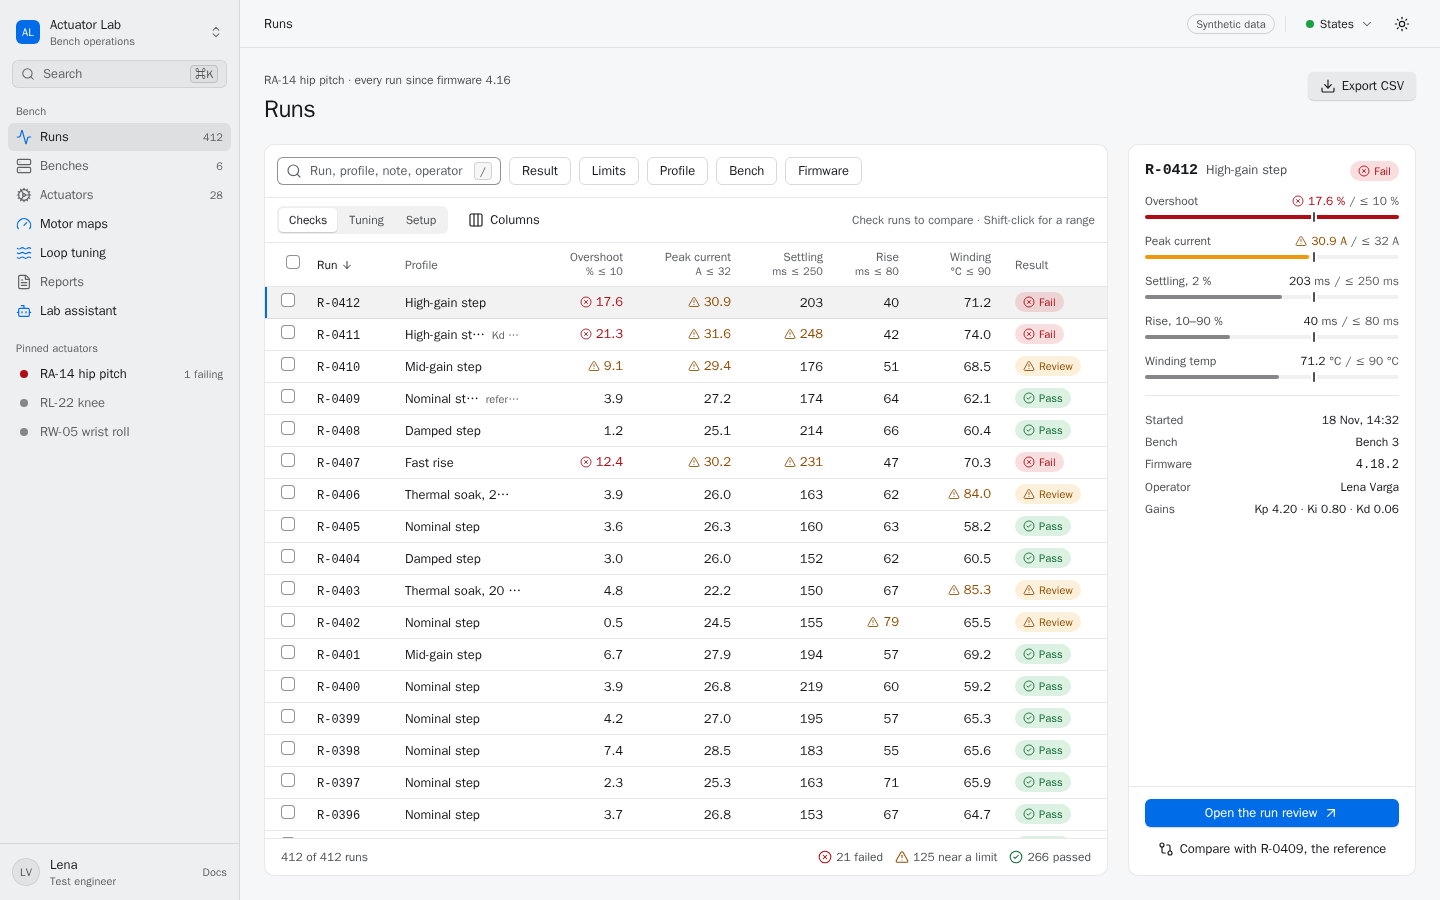 AL
Actuator Lab
Bench operations
Search ⌘K
Bench
Runs 412
Benches 6
Actuators 28
Motor maps
Loop tuning
Reports
Lab assistant
Pinned actuators
RA-14 hip pitch 1 failing
RL-22 knee
RW-05 wrist roll
LV
Lena
Test engineer
Docs
Runs
Synthetic data
States
RA-14 hip pitch · every run since firmware 4.16
Runs
Export CSV
Run, profile, note, operator /
Result
Limits
Profile
Bench
Firmware
Checks
Tuning
Setup
Columns
Check runs to compare · Shift-click for a range
Run ↓ Profile Overshoot % ≤ 10 Peak current A ≤ 32 Settling ms ≤ 250 Rise ms ≤ 80 Winding °C ≤ 90 Result
R-0412 High-gain step 17.6 30.9 203 40 71.2 Fail
R-0411 High-gain st··· Kd ··· 21.3 31.6 248 42 74.0 Fail
R-0410 Mid-gain step 9.1 29.4 176 51 68.5 Review
R-0409 Nominal st··· refer··· 3.9 27.2 174 64 62.1 Pass
R-0408 Damped step 1.2 25.1 214 66 60.4 Pass
R-0407 Fast rise 12.4 30.2 231 47 70.3 Fail
R-0406 Thermal soak, 2··· 3.9 26.0 163 62 84.0 Review
R-0405 Nominal step 3.6 26.3 160 63 58.2 Pass
R-0404 Damped step 3.0 26.0 152 62 60.5 Pass
R-0403 Thermal soak, 20 ··· 4.8 22.2 150 67 85.3 Review
R-0402 Nominal step 0.5 24.5 155 79 65.5 Review
R-0401 Mid-gain step 6.7 27.9 194 57 69.2 Pass
R-0400 Nominal step 3.9 26.8 219 60 59.2 Pass
R-0399 Nominal step 4.2 27.0 195 57 65.3 Pass
R-0398 Nominal step 7.4 28.5 183 55 65.6 Pass
R-0397 Nominal step 2.3 25.3 163 71 65.9 Pass
R-0396 Nominal step 3.7 26.8 153 67 64.7 Pass
412 of 412 runs
21 failed
125 near a limit
266 passed
R-0412 High-gain step Fail
Overshoot 17.6 % / ≤ 10 %
Peak current 30.9 A / ≤ 32 A
Settling, 2 % 203 ms / ≤ 250 ms
Rise, 10–90 % 40 ms / ≤ 80 ms
Winding temp 71.2 °C / ≤ 90 °C
Started 18 Nov, 14:32
Bench Bench 3
Firmware 4.18.2
Operator Lena Varga
Gains Kp 4.20 · Ki 0.80 · Kd 0.06
Open the run review
Compare with R-0409, the reference